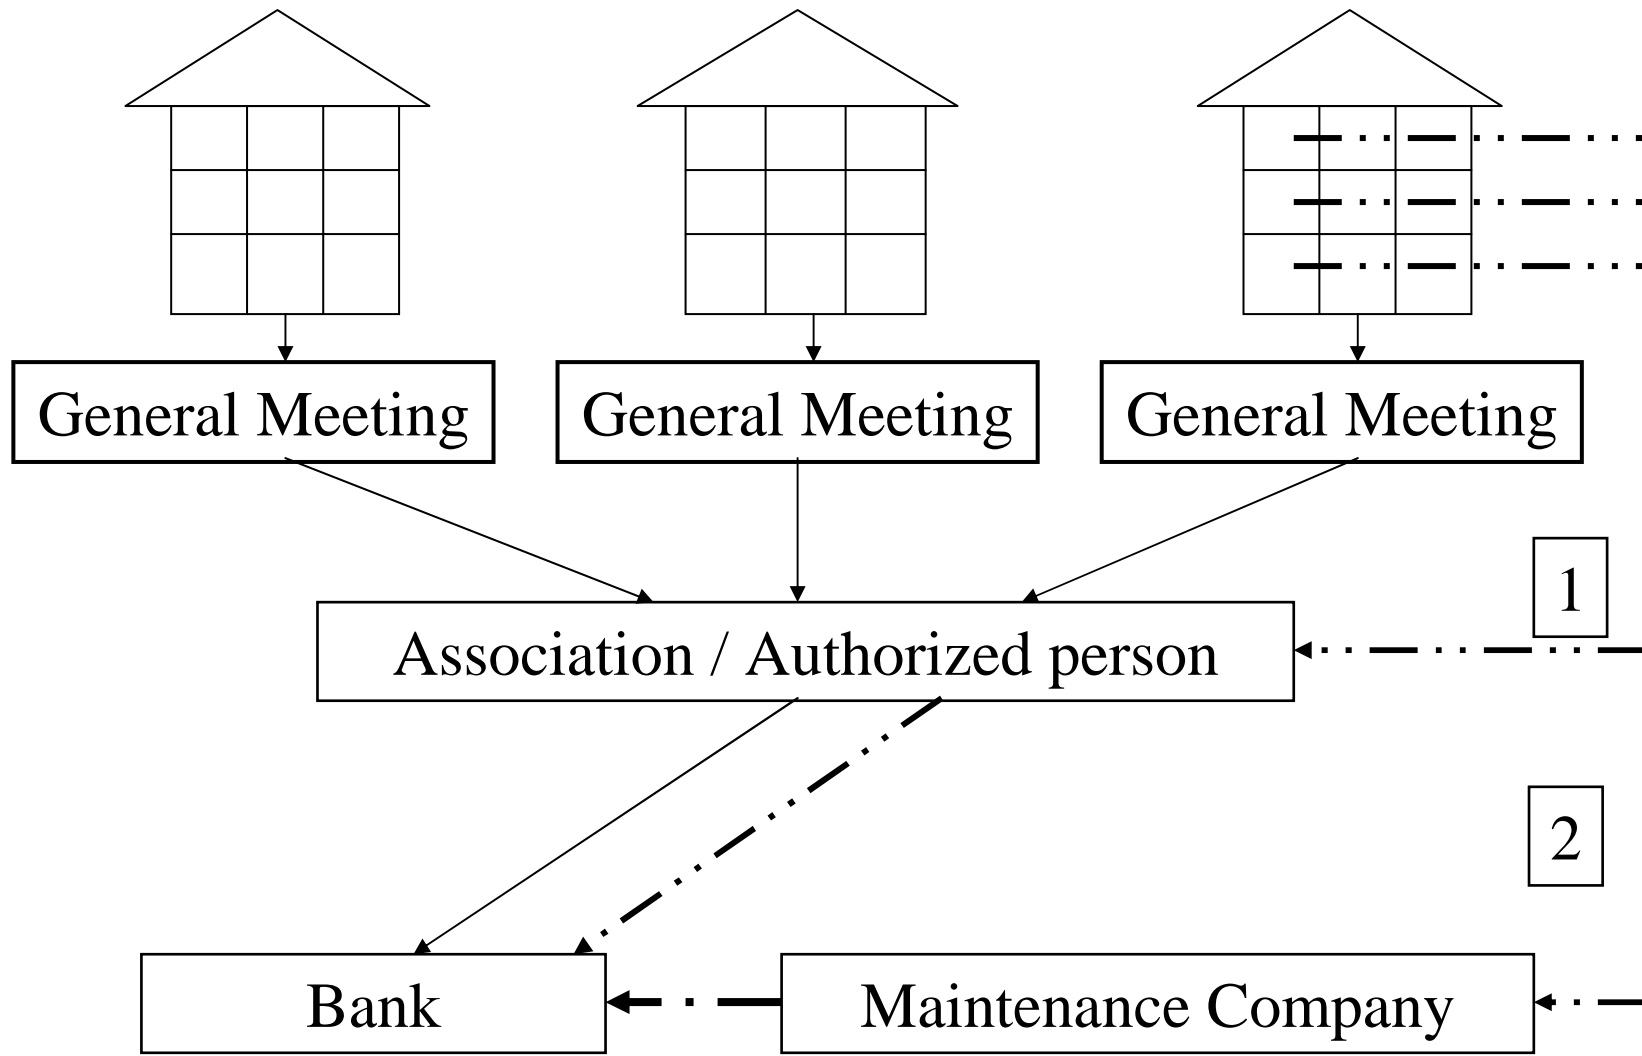 General Meeting
General Meeting
General Meeting
1
Association / Authorized person
2
Bank
Maintenance Company